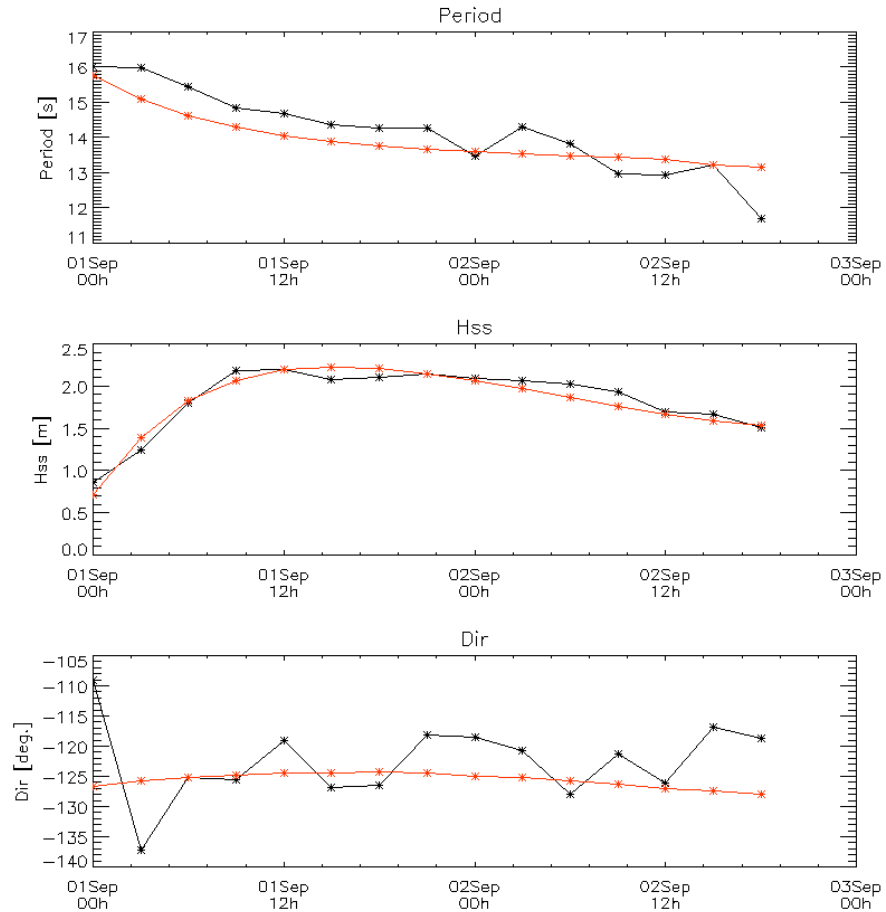 Period
Period [s]
17
16
15
14
13
12
11
01Sep 01Sep 02Sep 02Sep 03Sep
00h 12h 00h 12h 00h
Hss
Hss [m]
2.5
2.0
1.5
1.0
0.5
0.0
01Sep 01Sep 02Sep 02Sep 03Sep
00h 12h 00h 12h 00h
Dir
Dir [deg.]
-105
-110
-115
-120
-125
-130
-135
-140
01Sep 01Sep 02Sep 02Sep 03Sep
00h 12h 00h 12h 00h